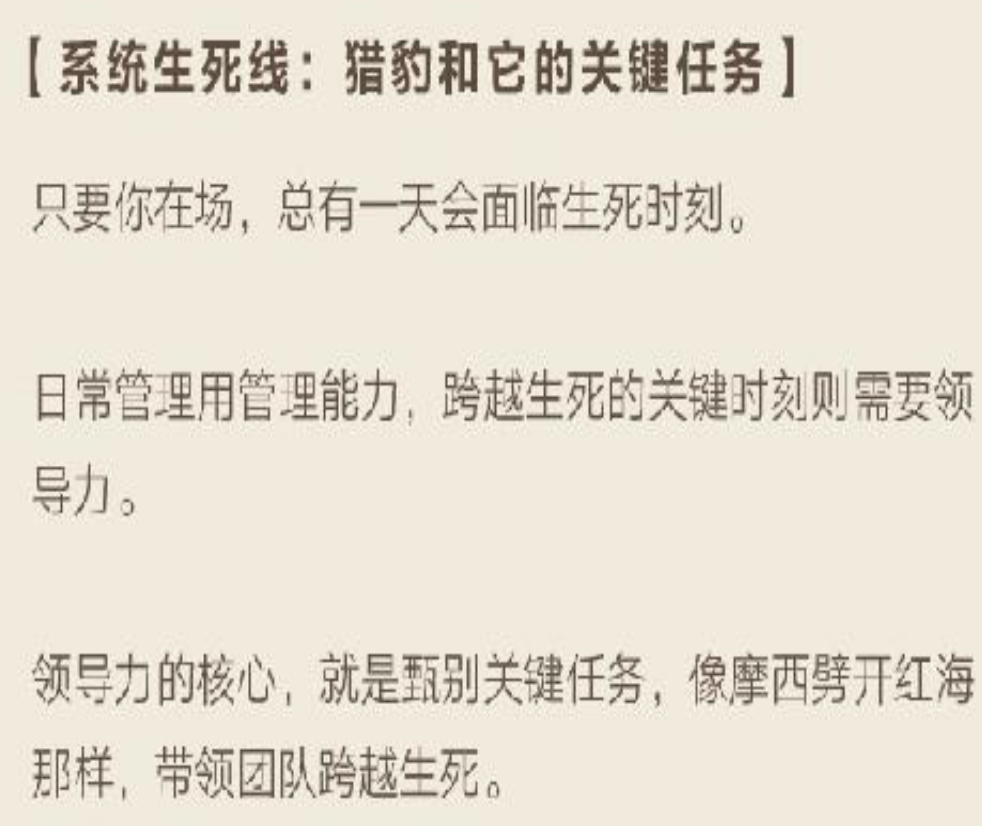 【系统生死线：猎豹和它的关键任务】
只要你在场，总有一天会面临生死时刻。
日常管理用管理能力，跨越生死的关键时刻则需要领
导力。
领导力的核心，就是甄别关键任务，像摩西劈开红海
那样，带领团队跨越生死。